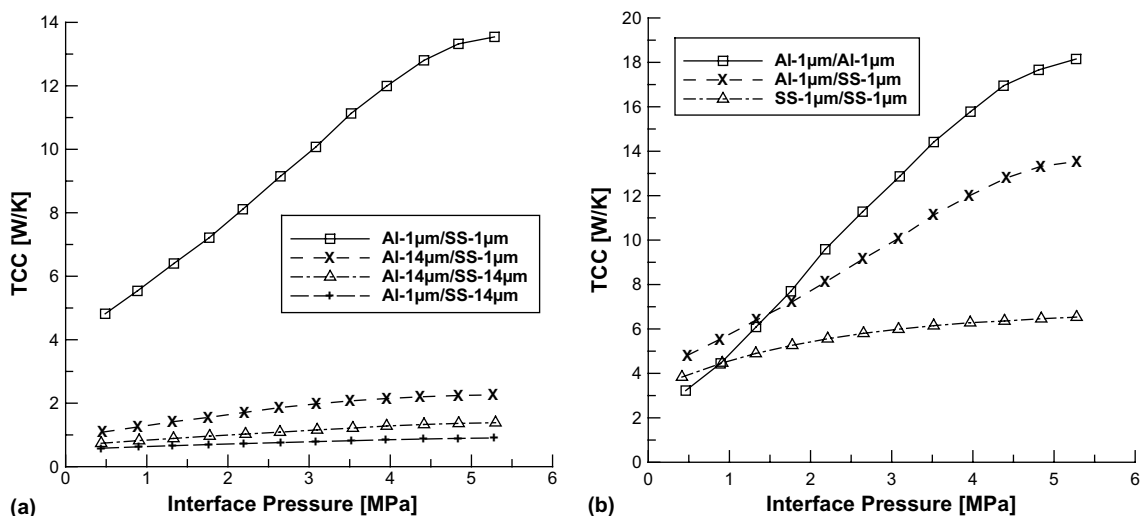 14
12
10
8
6
4
2
0
TCC [W/K]
Al-1μm/SS-1μm
Al-14μm/SS-1μm
Al-14μm/SS-14μm
Al-1μm/SS-14μm
0 1 2 3 4 5 6
(a) Interface Pressure [MPa]
20
18
16
14
12
10
8
6
4
2
0
TCC [W/K]
Al-1μm/Al-1μm
Al-1μm/SS-1μm
SS-1μm/SS-1μm
0 1 2 3 4 5 6
(b) Interface Pressure [MPa]